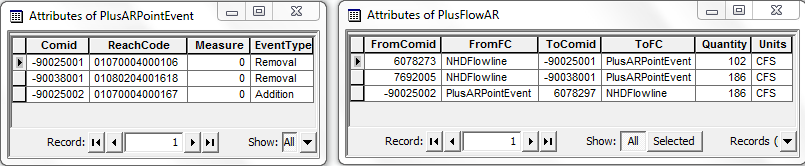 Attributes of PlusARPointEvent
Comid ReachCode Measure EventType
-90025001 01070004000106 0 Removal
-90038001 01080204001618 0 Removal
-90025002 01070004000167 0 Addition
Record: 1 Show: All
Attributes of PlusFlowAR
FromComid FromFC ToComid ToFC Quantity Units
6078273 NHDFlowline -90025001 PlusARPointEvent 102 CFS
7692005 NHDFlowline -90038001 PlusARPointEvent 186 CFS
-90025002 PlusARPointEvent 6078297 NHDFlowline 186 CFS
Record: 1 Show: All Selected Records (